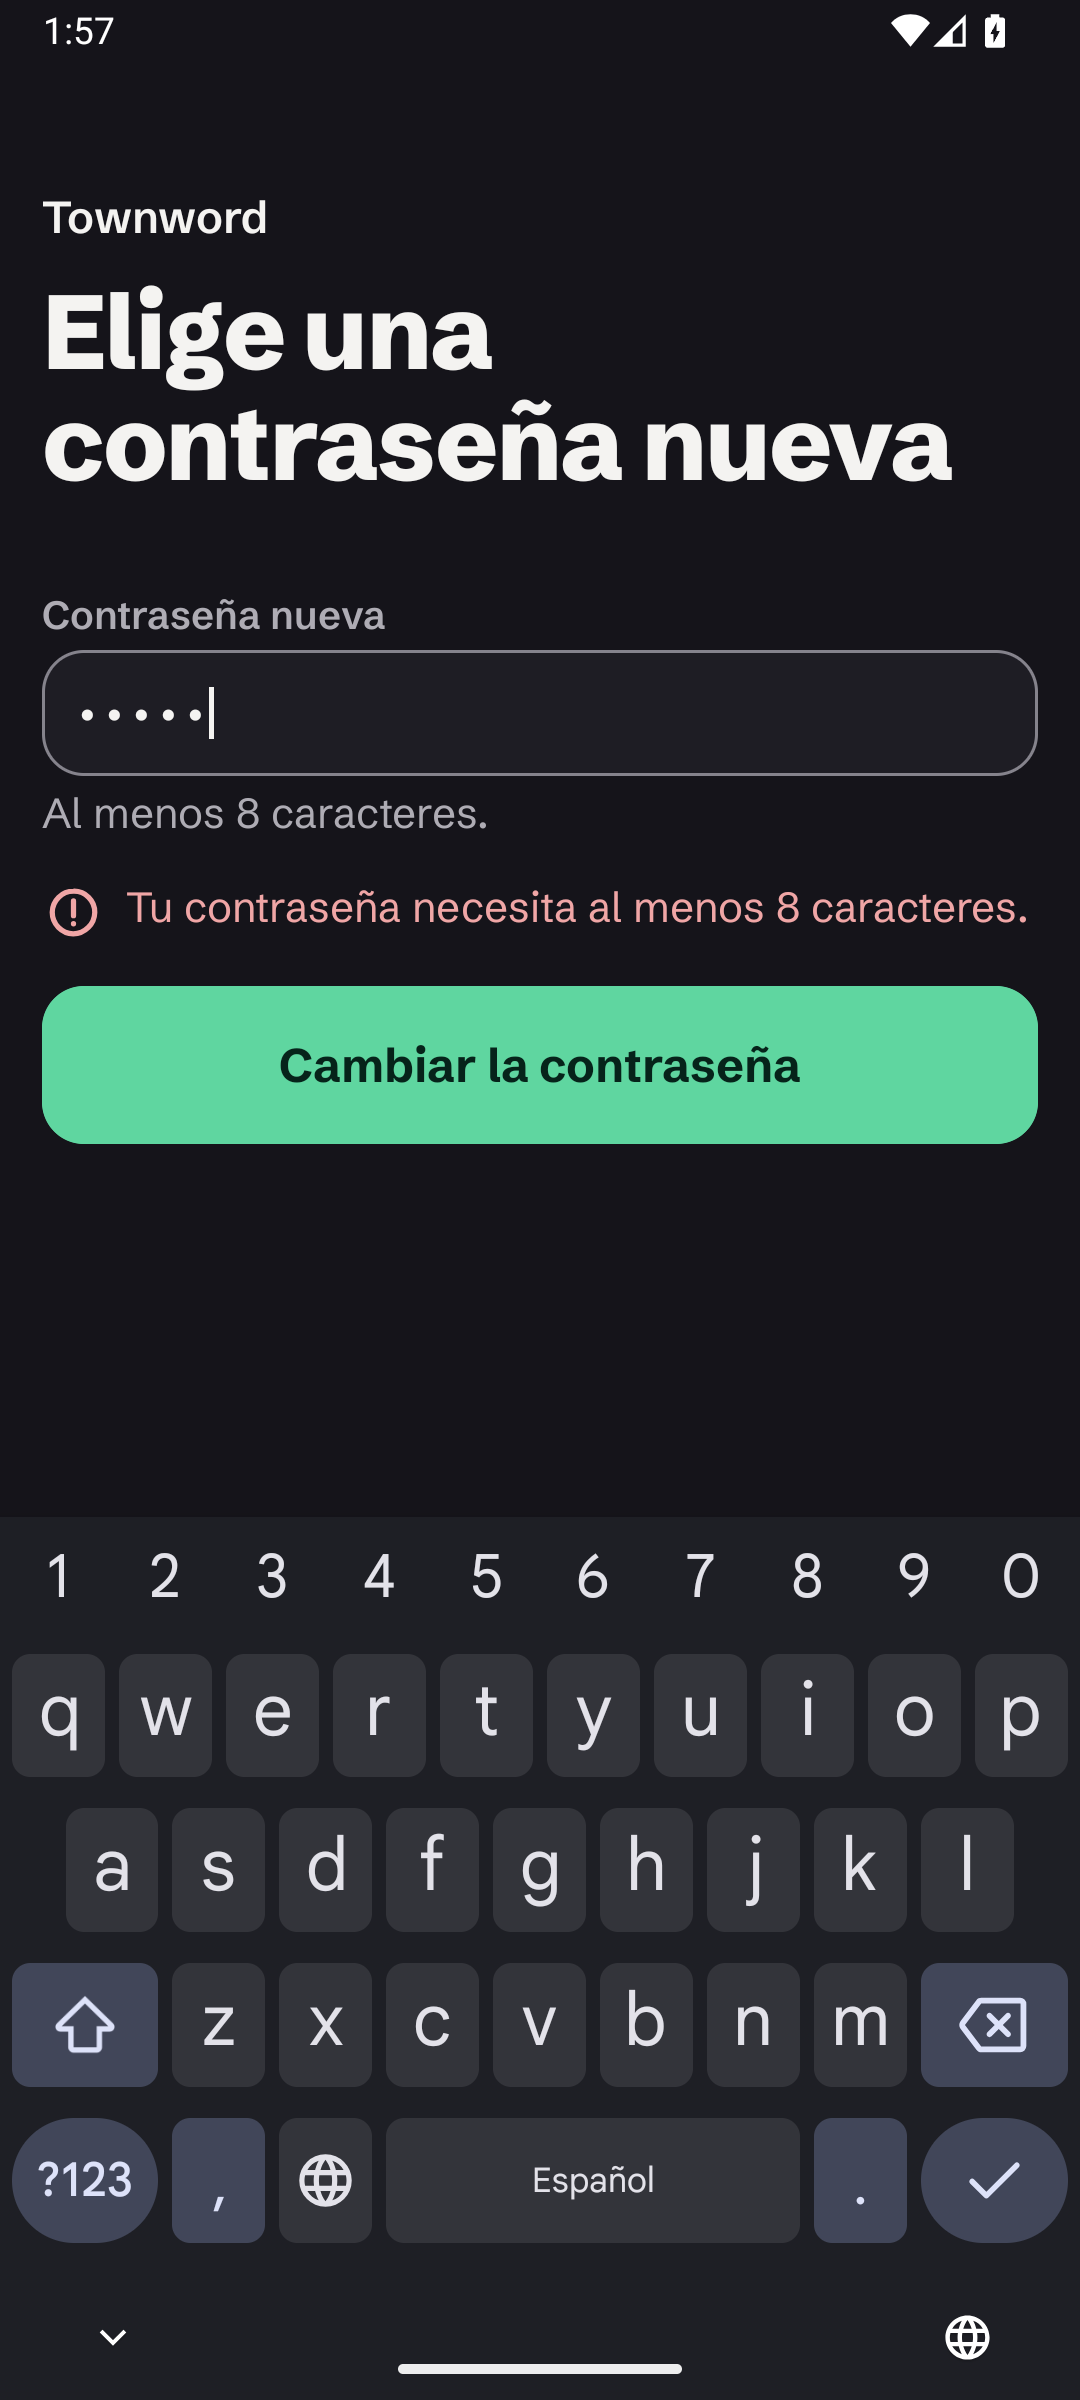 1:57
Townword
Elige una
contraseña nueva
Contraseña nueva
•••••
Al menos 8 caracteres.
Tu contraseña necesita al menos 8 caracteres.
Cambiar la contraseña
1 2 3 4 5 6 7 8 9 0
q w e r t y u i o p
a s d f g h j k l
z x c v b n m
?123 , Español .